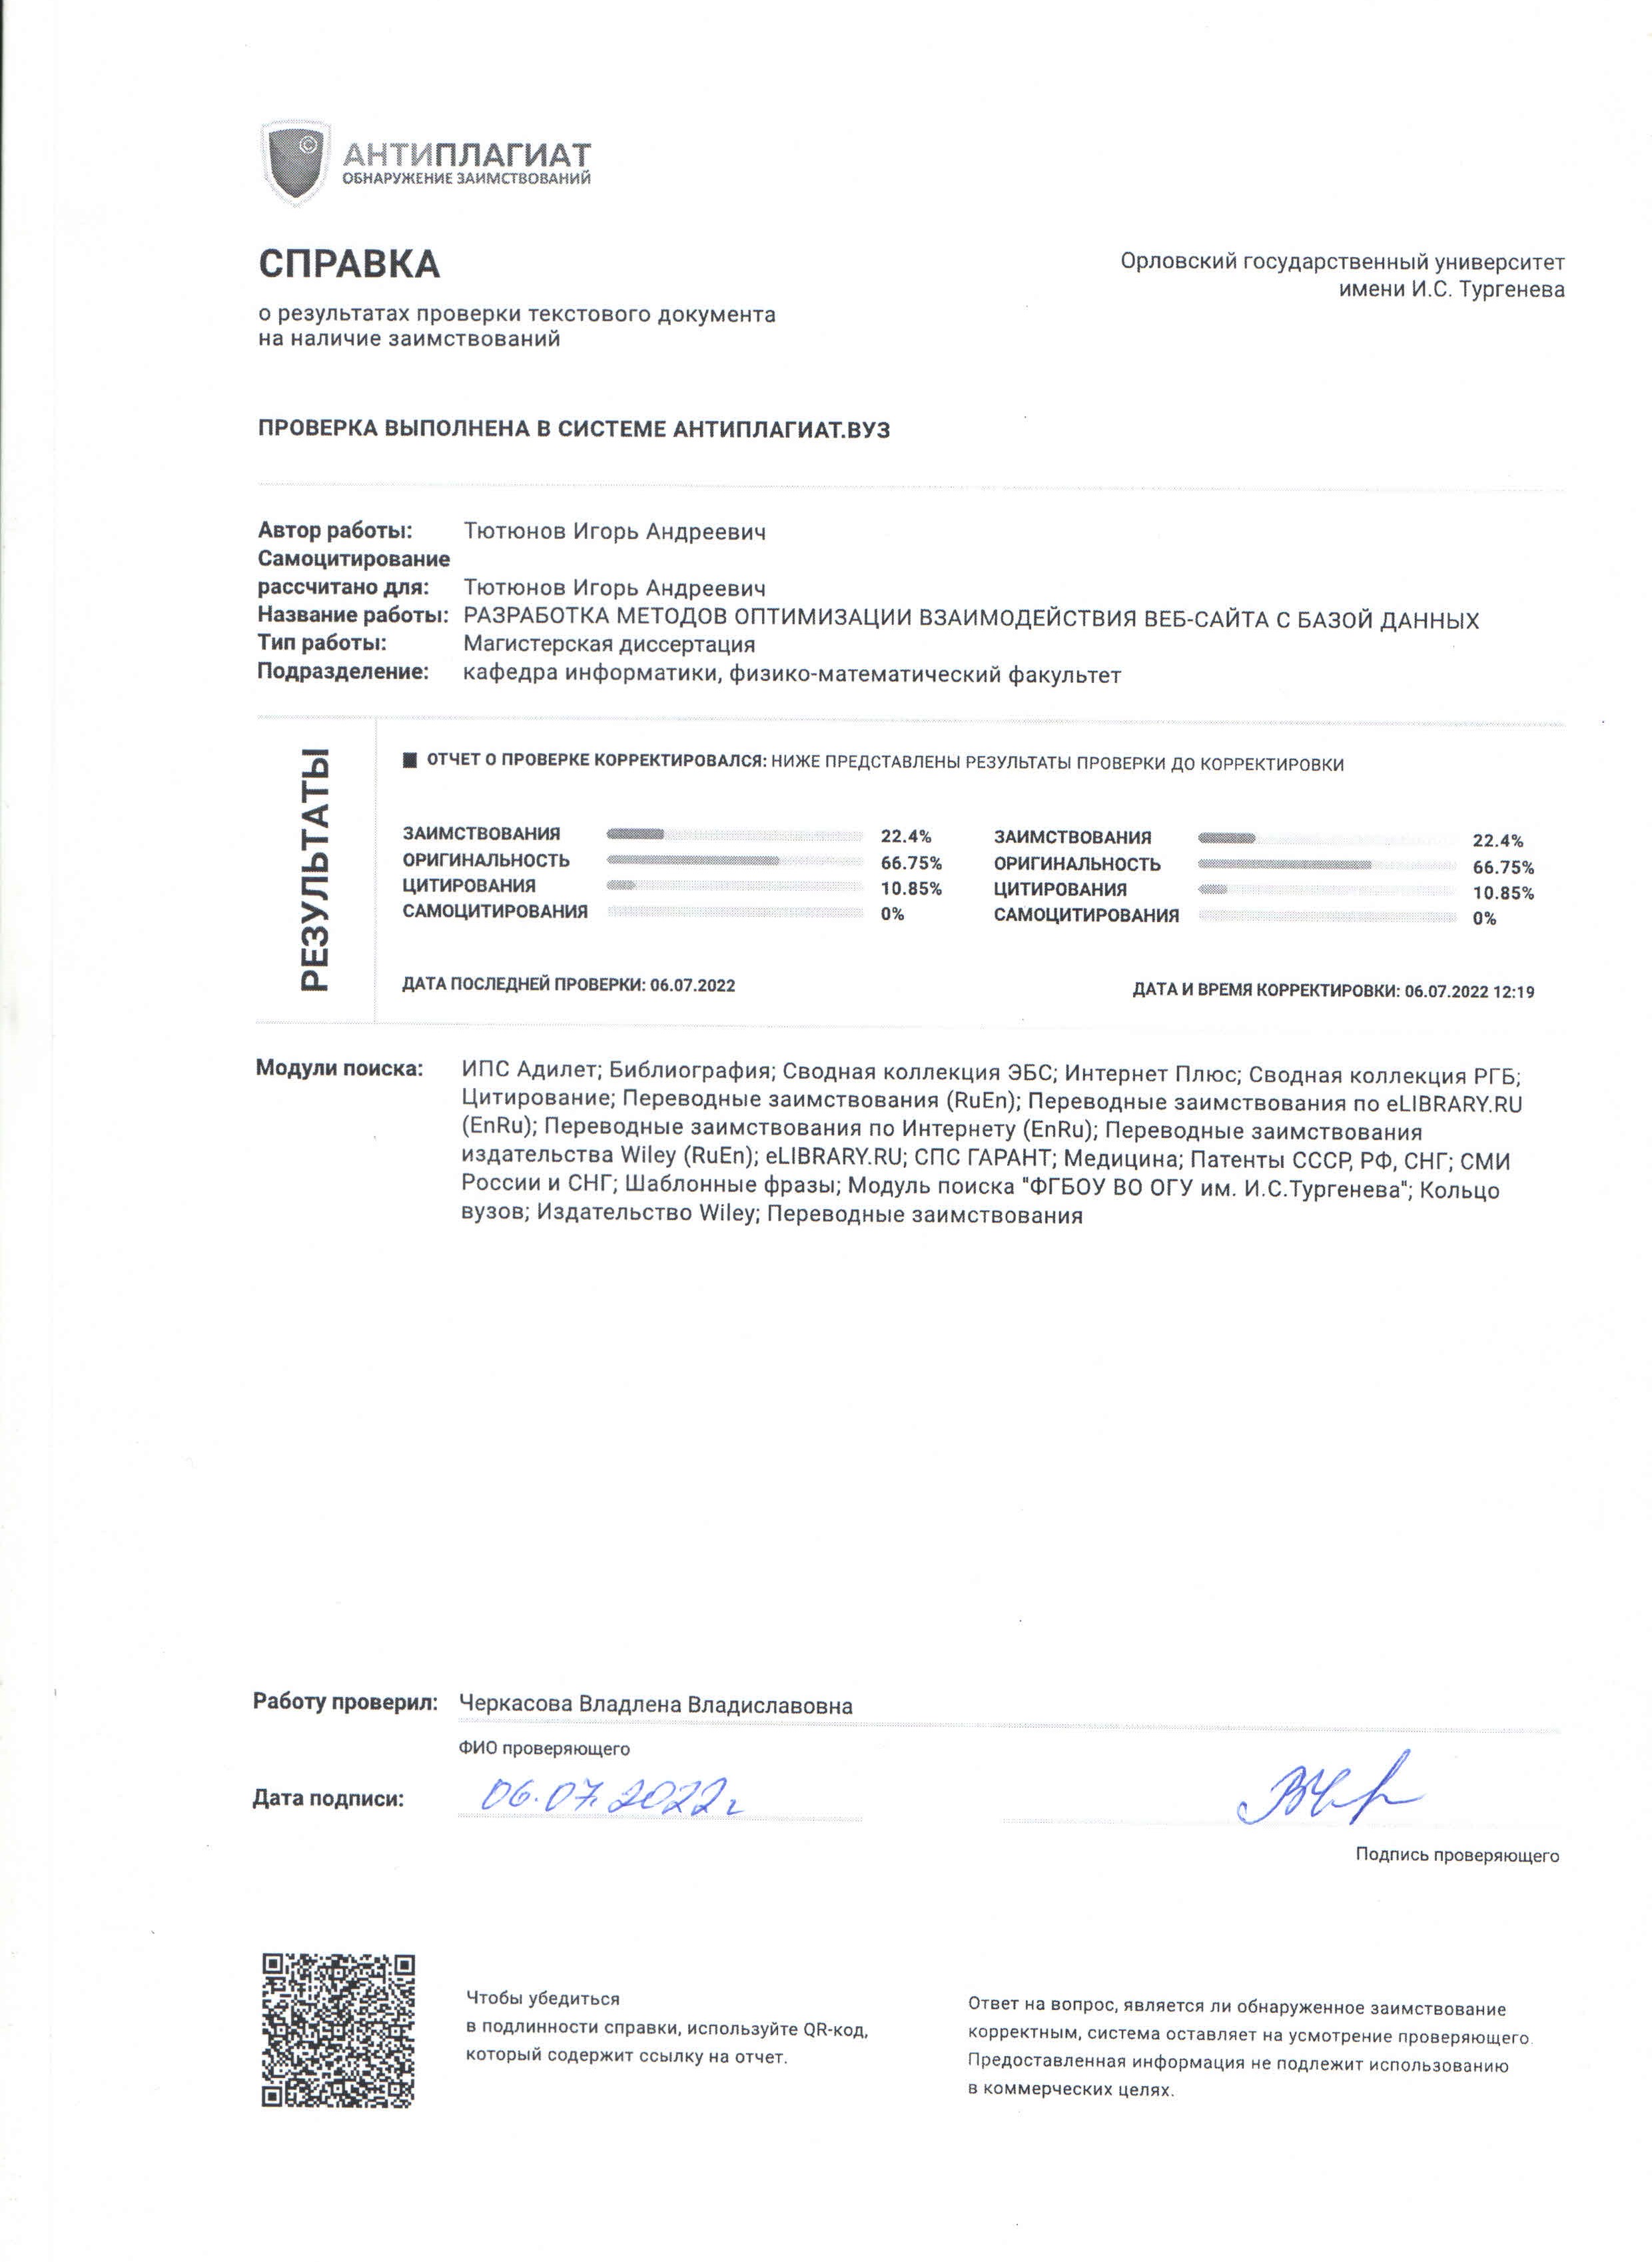 ©
АНТИПЛАГИАТ
ОБНАРУЖЕНИЕ ЗАИМСТВОВАНИЙ
СПРАВКА
о результатах проверки текстового документа
на наличие заимствований
Орловский государственный университет
имени И.С. Тургенева
ПРОВЕРКА ВЫПОЛНЕНА В СИСТЕМЕ АНТИПЛАГИАТ.ВУЗ
Автор работы: Тютюнов Игорь Андреевич
Самоцитирование
рассчитано для: Тютюнов Игорь Андреевич
Название работы: РАЗРАБОТКА МЕТОДОВ ОПТИМИЗАЦИИ ВЗАИМОДЕЙСТВИЯ ВЕБ-САЙТА С БАЗОЙ ДАННЫХ
Тип работы: Магистерская диссертация
Подразделение: кафедра информатики, физико-математический факультет
РЕЗУЛЬТАТЫ
ОТЧЕТ О ПРОВЕРКЕ КОРРЕКТИРОВАЛСЯ: НИЖЕ ПРЕДСТАВЛЕНЫ РЕЗУЛЬТАТЫ ПРОВЕРКИ ДО КОРРЕКТИРОВКИ
ЗАИМСТВОВАНИЯ 22.4%
ОРИГИНАЛЬНОСТЬ 66.75%
ЦИТИРОВАНИЯ 10.85%
САМОЦИТИРОВАНИЯ 0%
ДАТА ПОСЛЕДНЕЙ ПРОВЕРКИ: 06.07.2022
ЗАИМСТВОВАНИЯ 22.4%
ОРИГИНАЛЬНОСТЬ 66.75%
ЦИТИРОВАНИЯ 10.85%
САМОЦИТИРОВАНИЯ 0%
ДАТА И ВРЕМЯ КОРРЕКТИРОВКИ: 06.07.2022 12:19
Модули поиска: ИПС Адилет; Библиография; Сводная коллекция ЭБС; Интернет Плюс; Сводная коллекция РГБ;
Цитирование; Переводные заимствования (RuEn); Переводные заимствования по eLIBRARY.RU
(EnRu); Переводные заимствования по Интернету (EnRu); Переводные заимствования
издательства Wiley (RuEn); eLIBRARY.RU; СПС ГАРАНТ; Медицина; Патенты СССР, РФ, СНГ; СМИ
России и СНГ; Шаблонные фразы; Модуль поиска "ФГБОУ ВО ОГУ им. И.С.Тургенева"; Кольцо
вузов; Издательство Wiley; Переводные заимствования
Работу проверил: Черкасова Владлена Владиславовна
ФИО проверяющего
Дата подписи: 06.07.2022г
Подпись проверяющего
Чтобы убедиться
в подлинности справки, используйте QR-код,
который содержит ссылку на отчет.
Ответ на вопрос, является ли обнаруженное заимствование
корректным, система оставляет на усмотрение проверяющего.
Предоставленная информация не подлежит использованию
в коммерческих целях.